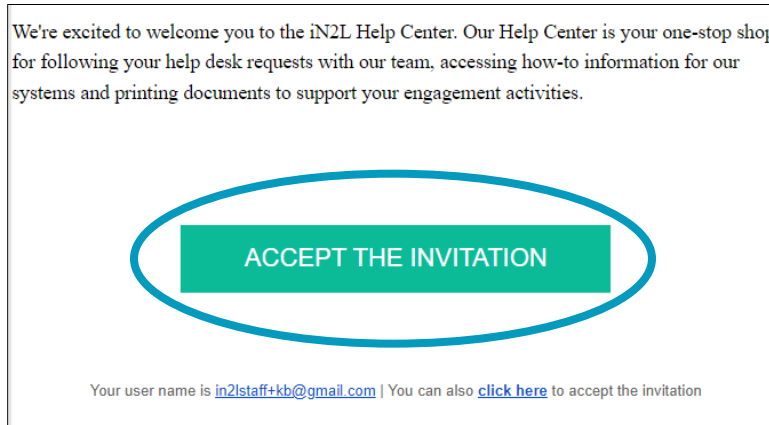 We're excited to welcome you to the iN2L Help Center. Our Help Center is your one-stop shop
for following your help desk requests with our team, accessing how-to information for our
systems and printing documents to support your engagement activities.
ACCEPT THE INVITATION
Your user name is in2lstaff+kb@gmail.com | You can also click here to accept the invitation